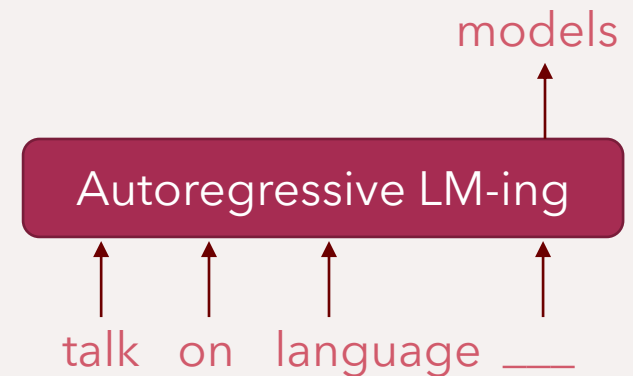 models
Autoregressive LM-ing
talk on language ___